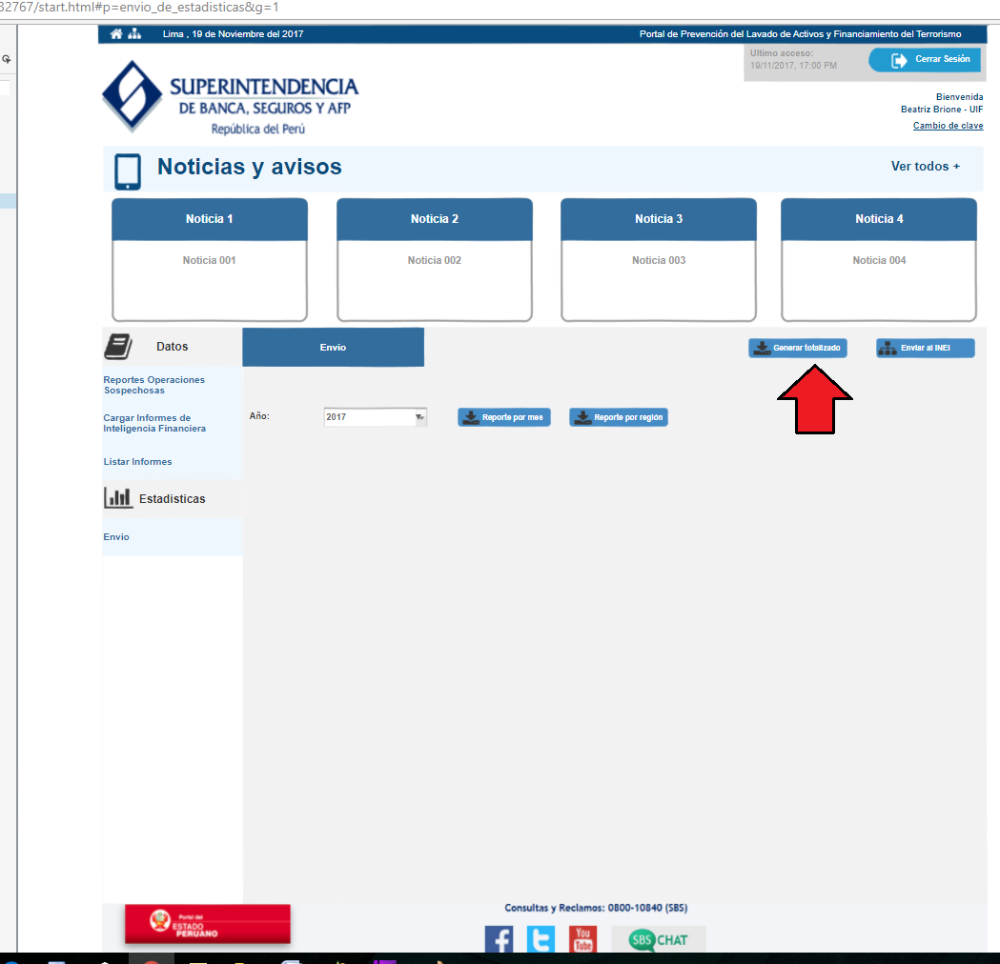 32767/start.html#p=envio_de_estadisticas&g=1
Lima , 19 de Noviembre del 2017
Portal de Prevención del Lavado de Activos y Financiamiento del Terrorismo
Ultimo acceso:
19/11/2017, 17:00 PM
Cerrar Sesión
SUPERINTENDENCIA
DE BANCA, SEGUROS Y AFP
República del Perú
Bienvenida
Beatriz Brione - UIF
Cambio de clave
Noticias y avisos
Ver todos +
Noticia 1
Noticia 2
Noticia 3
Noticia 4
Noticia 001
Noticia 002
Noticia 003
Noticia 004
Datos
Envio
Generar totalizado
Enviar al INEI
Reportes Operaciones
Sospechosas
Cargar Informes de
Inteligencia Financiera
Listar Informes
Año:
2017
Reporte por mes
Reporte por región
Estadisticas
Envio
Portal del
ESTADO
PERUANO
Consultas y Reclamos: 0800-10840 (SBS)
f
You
Tube
SBS CHAT